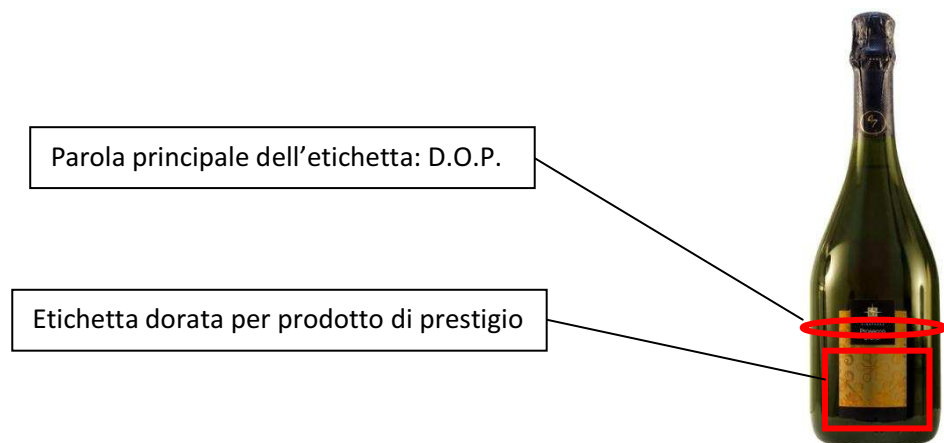 Parola principale dell’etichetta: D.O.P.
Etichetta dorata per prodotto di prestigio